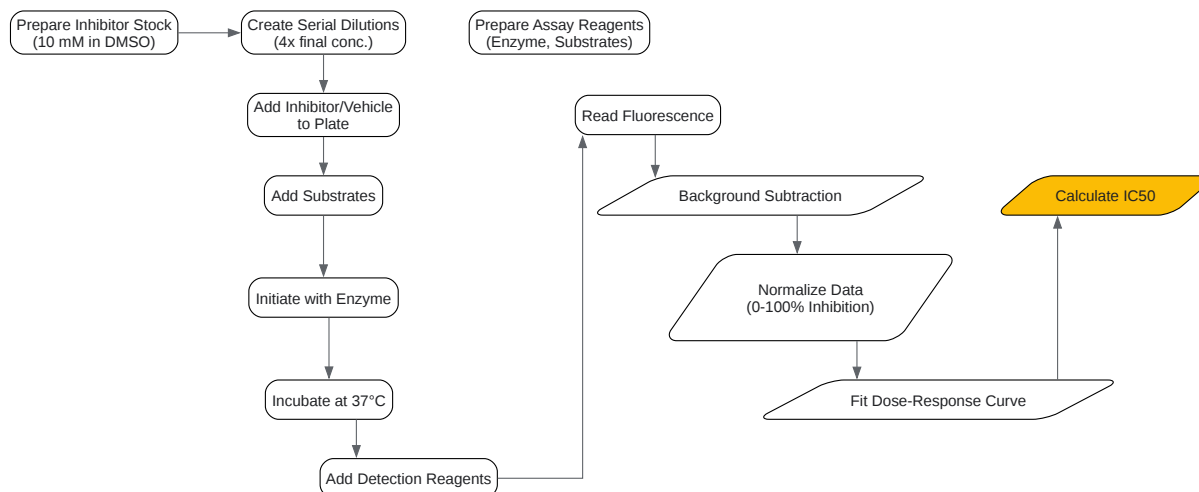 Prepare Inhibitor Stock
(10 mM in DMSO)
Create Serial Dilutions
(4x final conc.)
Prepare Assay Reagents
(Enzyme, Substrates)
Add Inhibitor/Vehicle
to Plate
Read Fluorescence
Add Substrates
Background Subtraction
Calculate IC50
Initiate with Enzyme
Normalize Data
(0-100% Inhibition)
Incubate at 37°C
Fit Dose-Response Curve
Add Detection Reagents